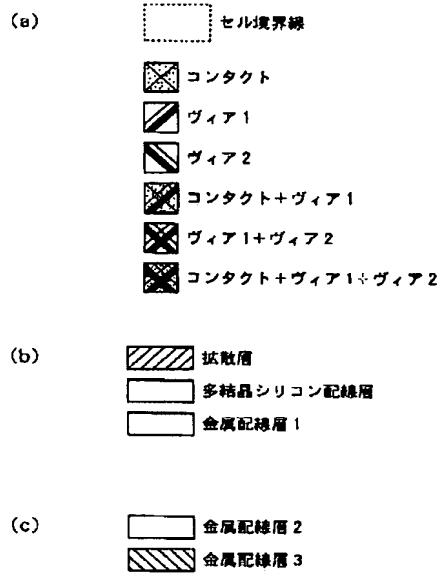 (a) セル境界線
コンタクト
ヴィア1
ヴィア2
コンタクト+ヴィア1
ヴィア1+ヴィア2
コンタクト+ヴィア1+ヴィア2
(b) 拡散層
多結晶シリコン配線層
金属配線層1
(c) 金属配線層2
金属配線層3